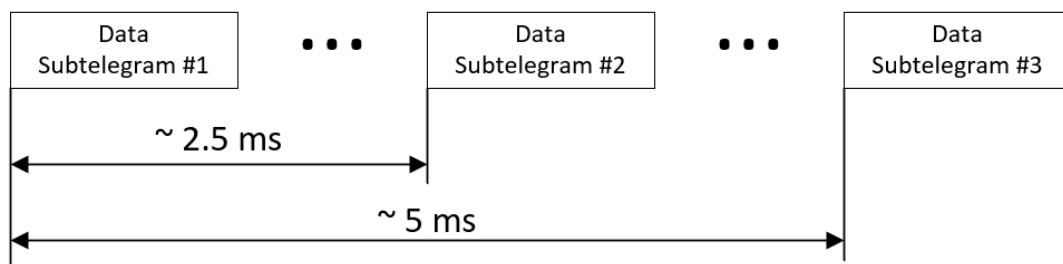 Data
Subtelegram #1
• • •
Data
Subtelegram #2
• • •
Data
Subtelegram #3
~ 2.5 ms
~ 5 ms